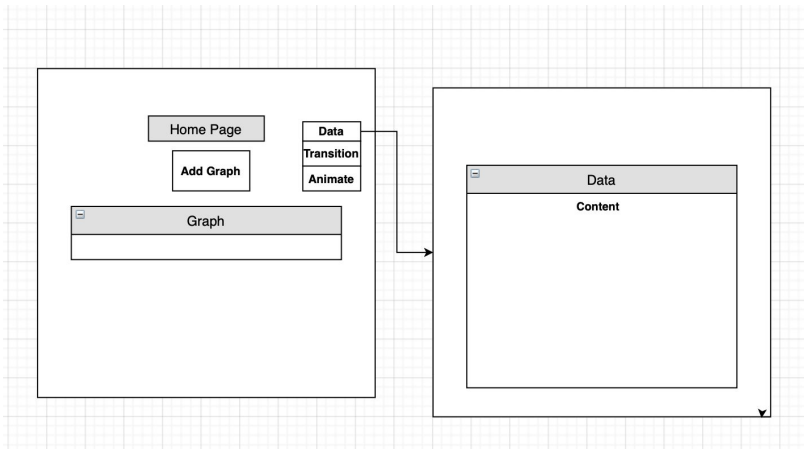 Home Page
Add Graph
Data
Transition
Animate
Graph
Data
Content